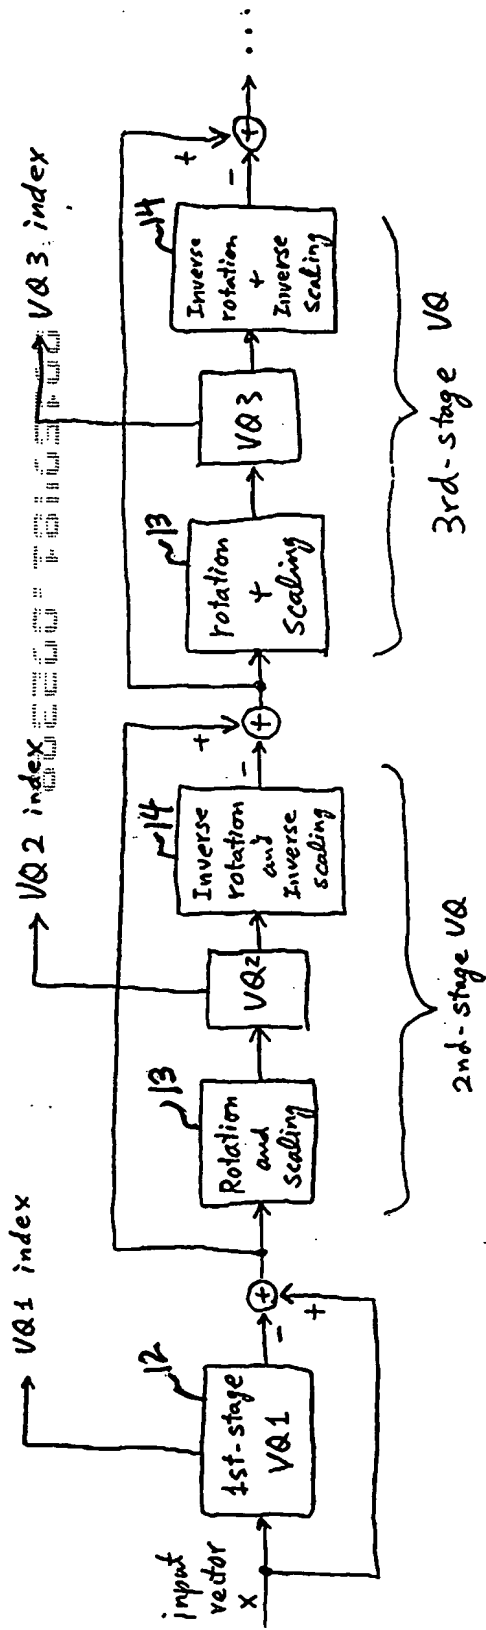 VQ1 index
VQ2 index
VQ3 index
input
vector
x
1st-stage
VQ1
12
-
+
Rotation
and
scaling
13
VQ2
Inverse
rotation
and
Inverse
scaling
14
-
+
rotation
+
scaling
13
VQ3
Inverse
rotation
+
Inverse
scaling
14
-
+
...
2nd-stage VQ
3rd-stage VQ